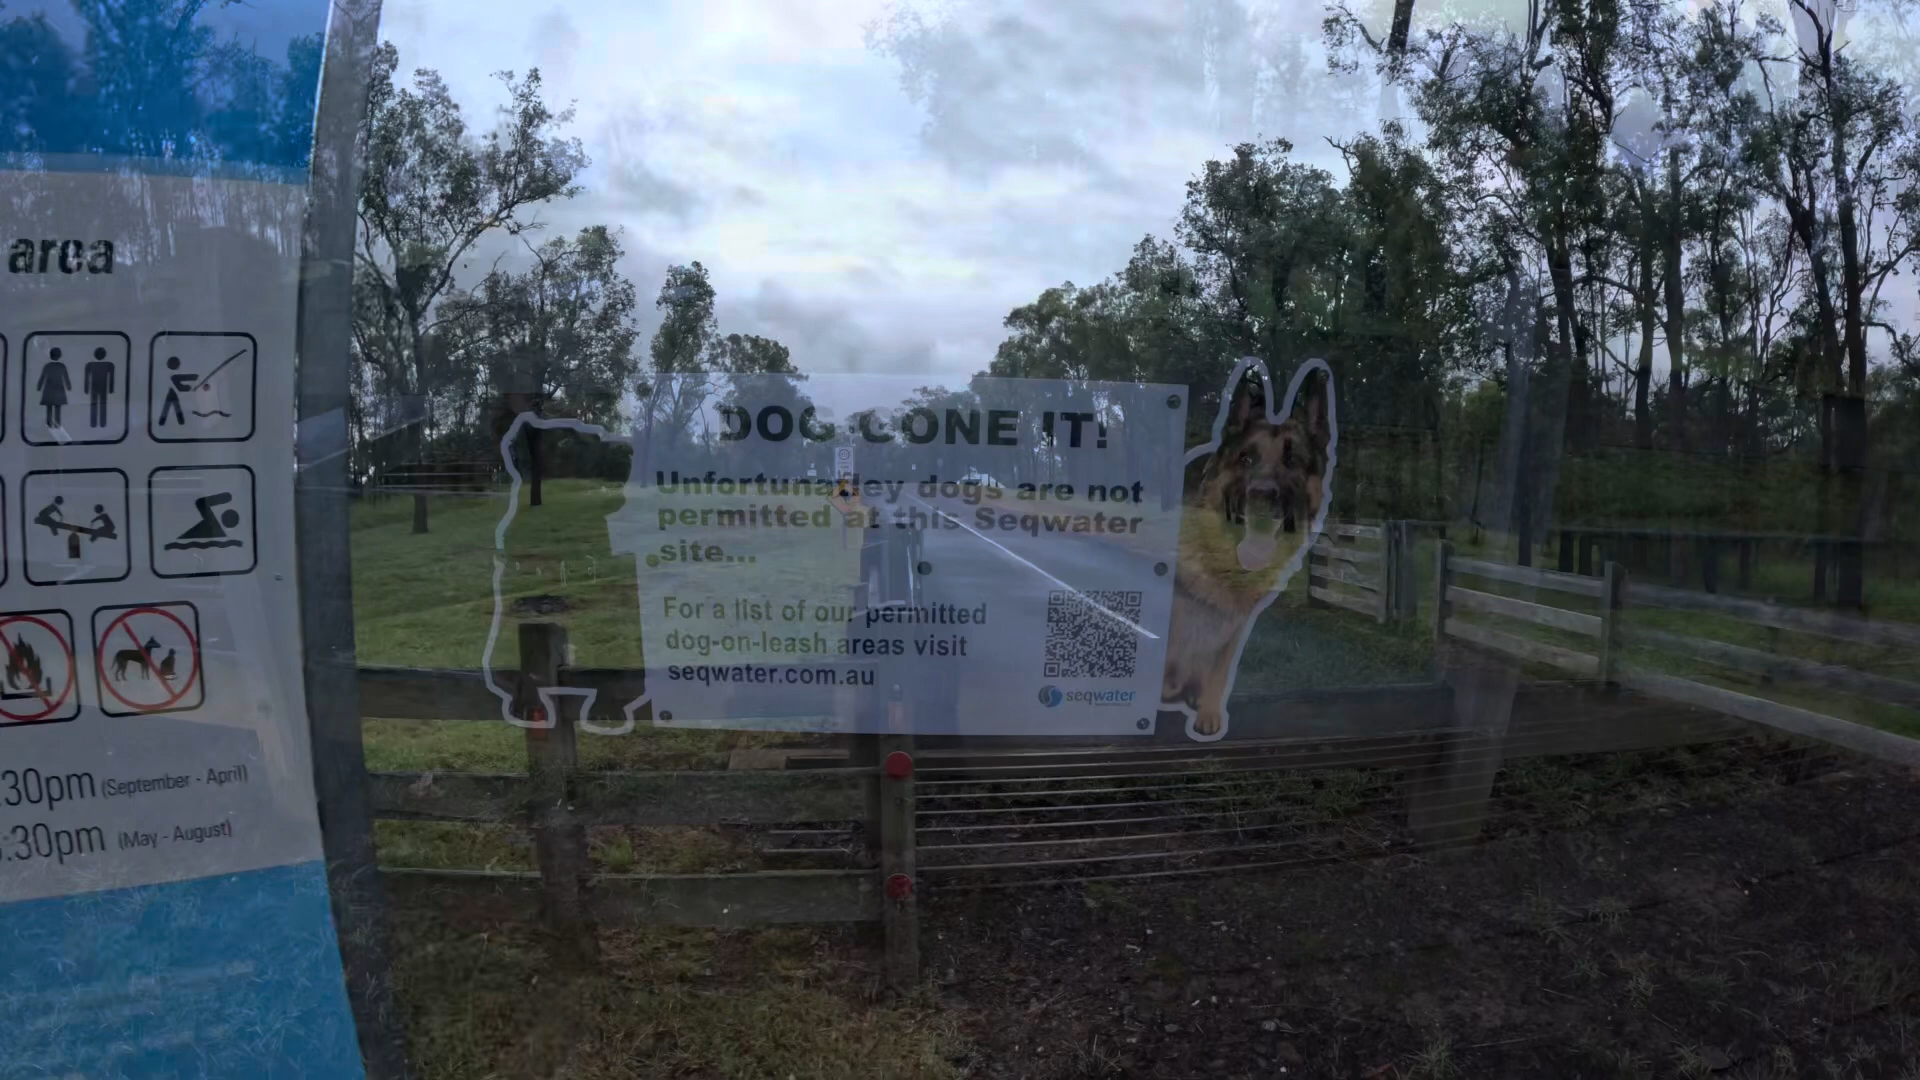 area
:30pm (September - April)
:30pm (May - August)
DOG GONE IT!
Unfortunatley dogs are not
permitted at this Seqwater
site...
For a list of our permitted
dog-on-leash areas visit
seqwater.com.au
seqwater